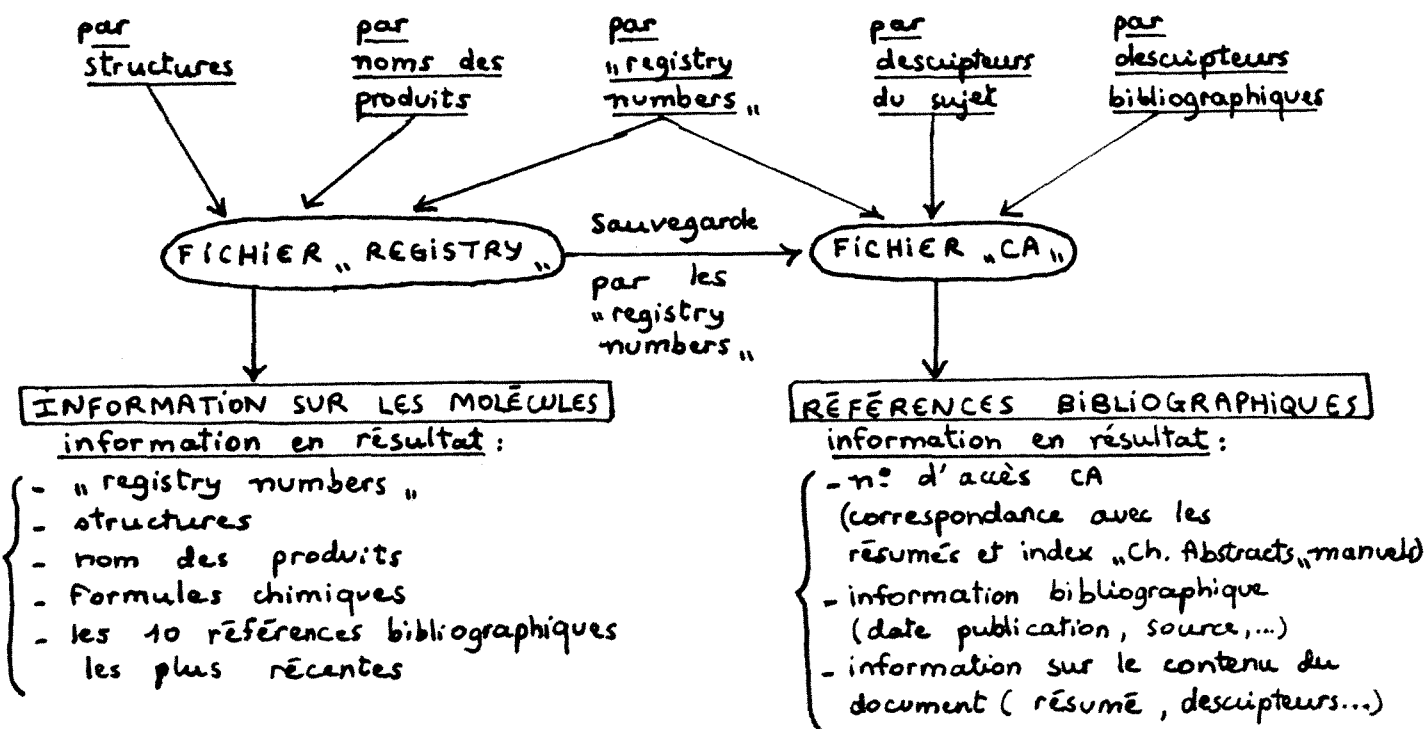 par
structures
par
noms des
produits
par
„registry
numbers„
par
descripteurs
du sujet
par
descripteurs
bibliographiques
FiCHiER „ REGiSTRY „
Sauvegarde
par les
„registry
numbers„
FiCHiER „CA„
iNFORMATiON SUR LES MOLÉCULES
information en résultat :
- „ registry numbers „
- structures
- nom des produits
- Formules chimiques
- les 10 références bibliographiques
les plus récentes
RÉFÉRENCES BiBLiOGRAPHiQUES
information en résultat :
- n° d'accès CA
(correspondance avec les
résumés et index „Ch. Abstracts„ manuels)
- information bibliographique
(date publication, source,...)
- information sur le contenu du
document ( résumé , descripteurs...)